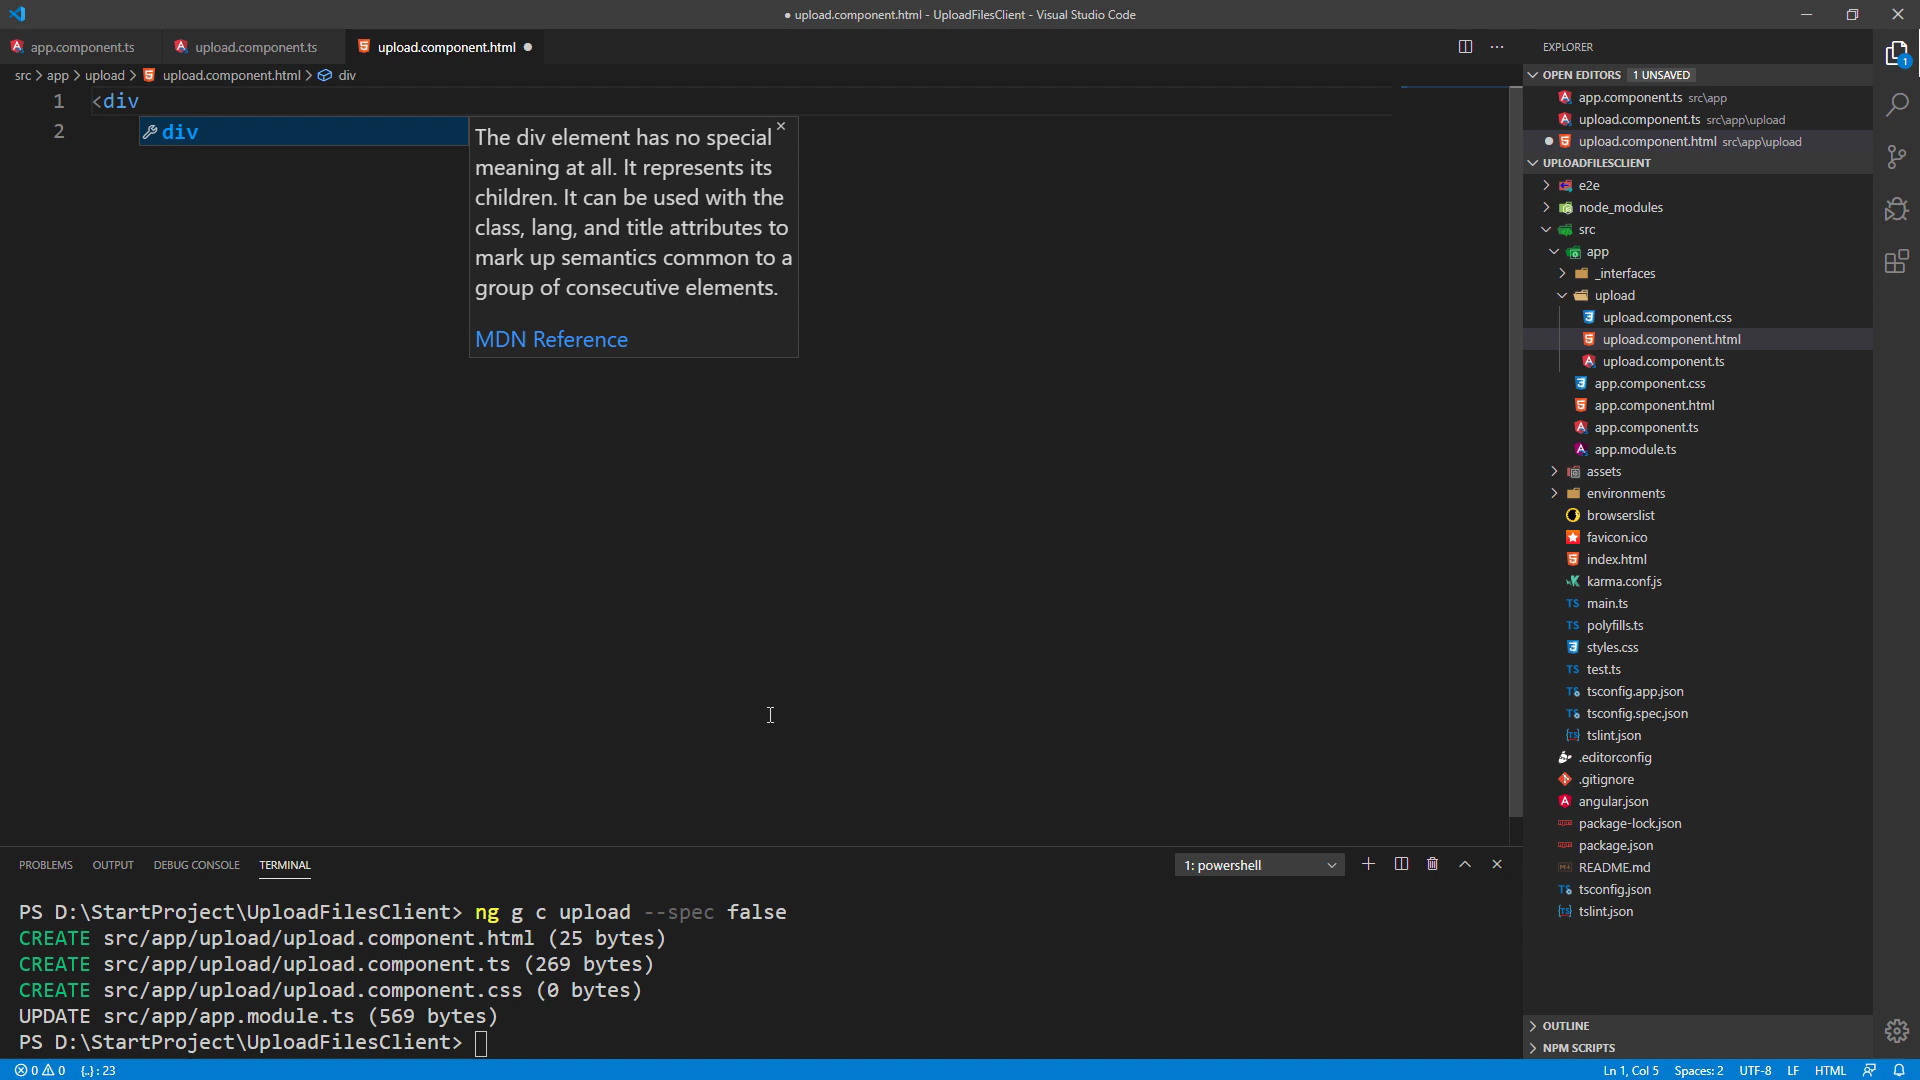 ● upload.component.html - UploadFilesClient - Visual Studio Code
app.component.ts
upload.component.ts
upload.component.html ●
src > app > upload > upload.component.html > div
1 <div
2
div
The div element has no special
meaning at all. It represents its
children. It can be used with the
class, lang, and title attributes to
mark up semantics common to a
group of consecutive elements.
MDN Reference
EXPLORER
OPEN EDITORS 1 UNSAVED
app.component.ts src\app
upload.component.ts src\app\upload
● upload.component.html src\app\upload
UPLOADFILESCLIENT
e2e
node_modules
src
app
_interfaces
upload
upload.component.css
upload.component.html
upload.component.ts
app.component.css
app.component.html
app.component.ts
app.module.ts
assets
environments
browserslist
favicon.ico
index.html
karma.conf.js
main.ts
polyfills.ts
styles.css
test.ts
tsconfig.app.json
tsconfig.spec.json
tslint.json
.editorconfig
.gitignore
angular.json
package-lock.json
package.json
README.md
tsconfig.json
tslint.json
OUTLINE
NPM SCRIPTS
1
PROBLEMS OUTPUT DEBUG CONSOLE TERMINAL
1: powershell
PS D:\StartProject\UploadFilesClient> ng g c upload --spec false
CREATE src/app/upload/upload.component.html (25 bytes)
CREATE src/app/upload/upload.component.ts (269 bytes)
CREATE src/app/upload/upload.component.css (0 bytes)
UPDATE src/app/app.module.ts (569 bytes)
PS D:\StartProject\UploadFilesClient>
0 0 {..} : 23
Ln 1, Col 5 Spaces: 2 UTF-8 LF HTML